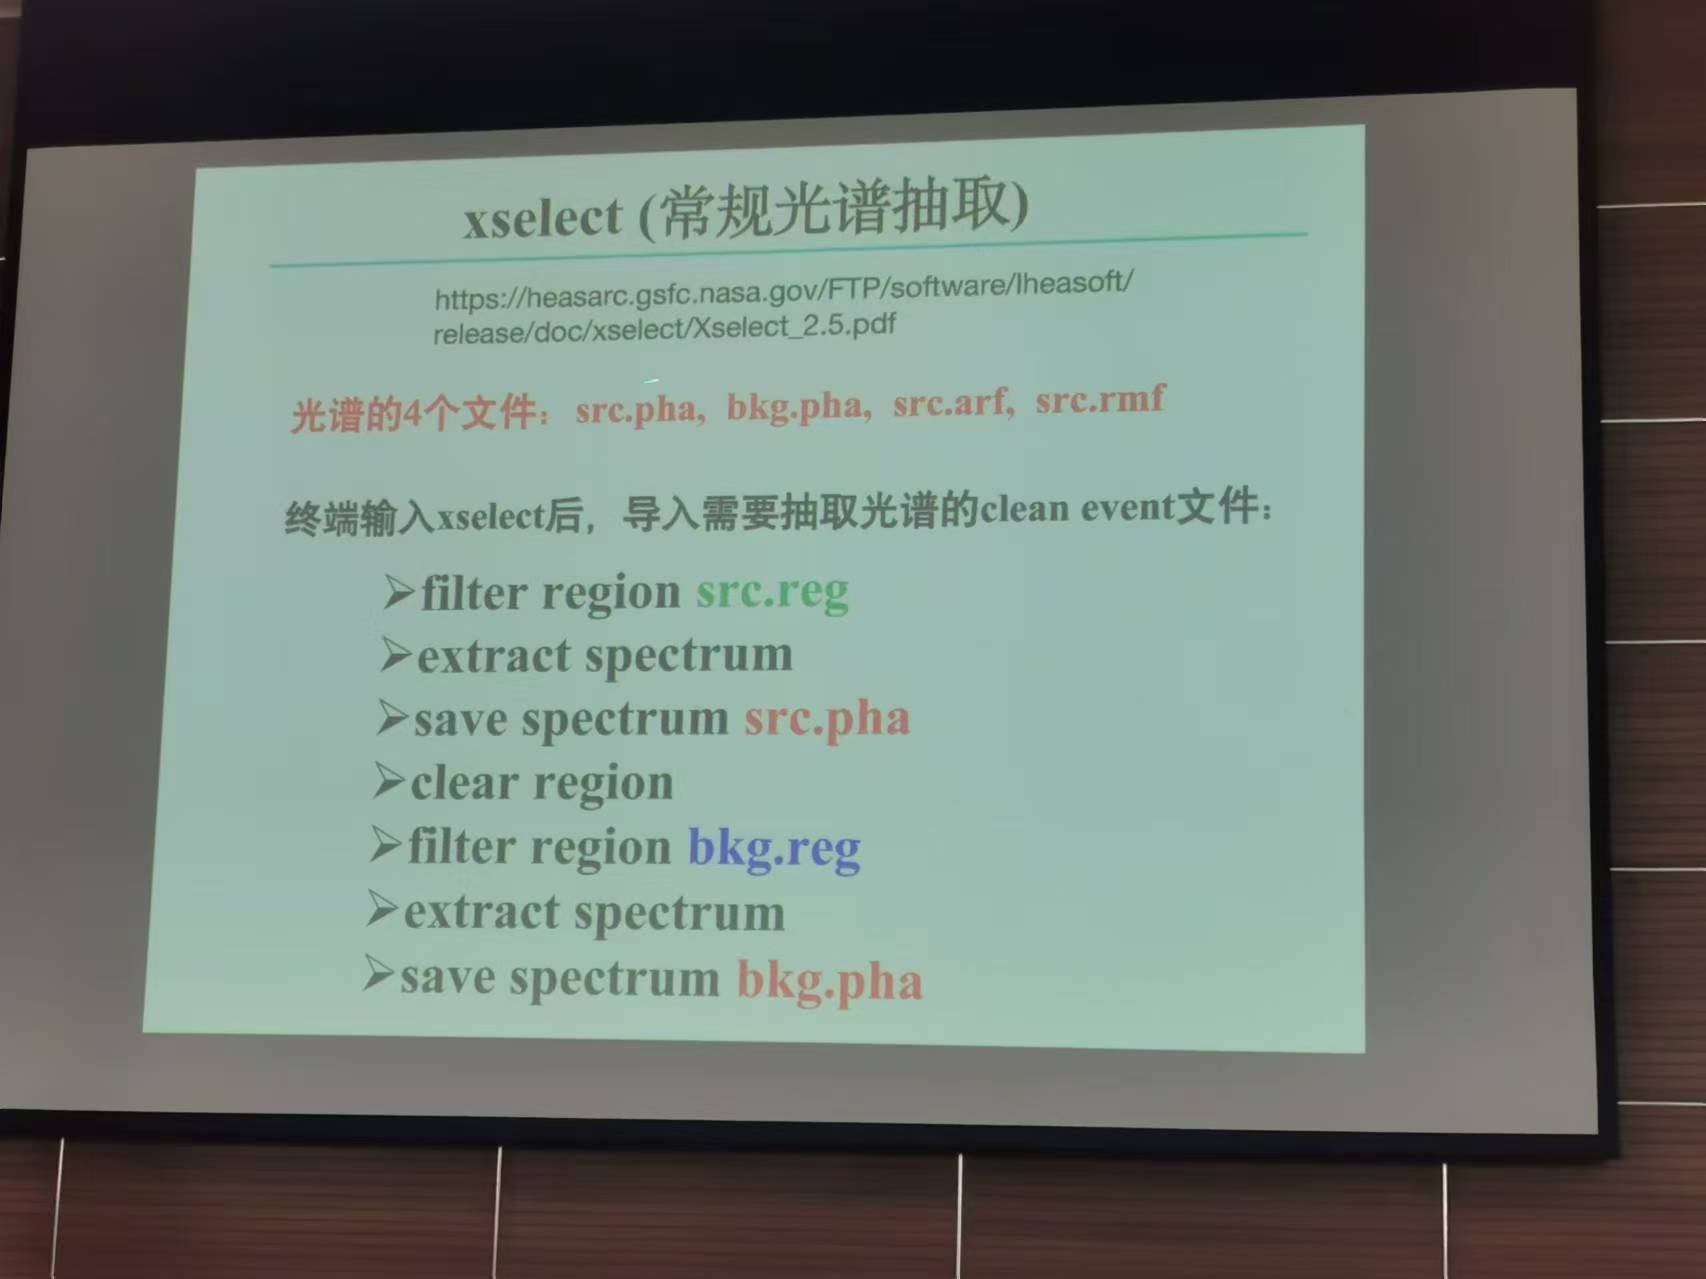 xselect (常规光谱抽取)
https://heasarc.gsfc.nasa.gov/FTP/software/lheasoft/
release/doc/xselect/Xselect_2.5.pdf
光谱的4个文件：src.pha, bkg.pha, src.arf, src.rmf
终端输入xselect后，导入需要抽取光谱的clean event文件：
➢filter region src.reg
➢extract spectrum
➢save spectrum src.pha
➢clear region
➢filter region bkg.reg
➢extract spectrum
➢save spectrum bkg.pha